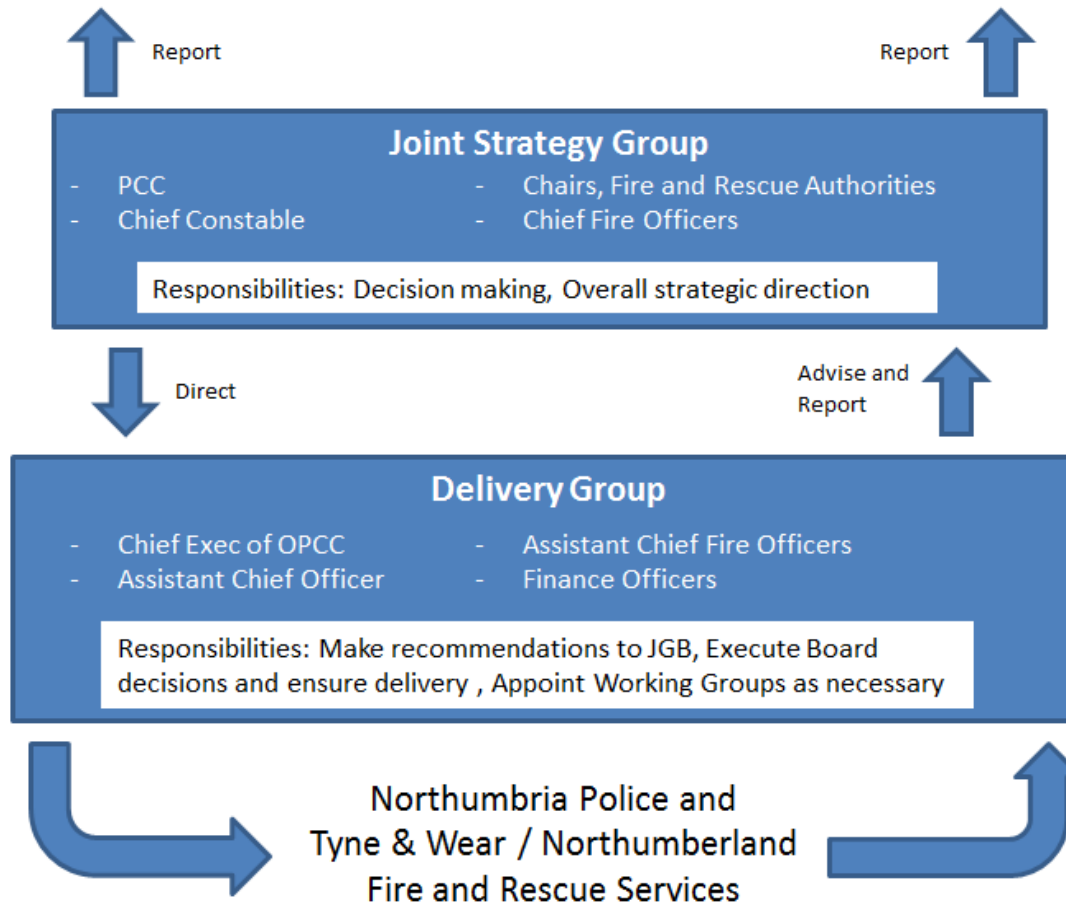 Report
Report
Joint Strategy Group
- PCC
- Chief Constable
- Chairs, Fire and Rescue Authorities
- Chief Fire Officers
Responsibilities: Decision making, Overall strategic direction
Direct
Advise and
Report
Delivery Group
- Chief Exec of OPCC
- Assistant Chief Officer
- Assistant Chief Fire Officers
- Finance Officers
Responsibilities: Make recommendations to JGB, Execute Board
decisions and ensure delivery , Appoint Working Groups as necessary
Northumbria Police and
Tyne & Wear / Northumberland
Fire and Rescue Services